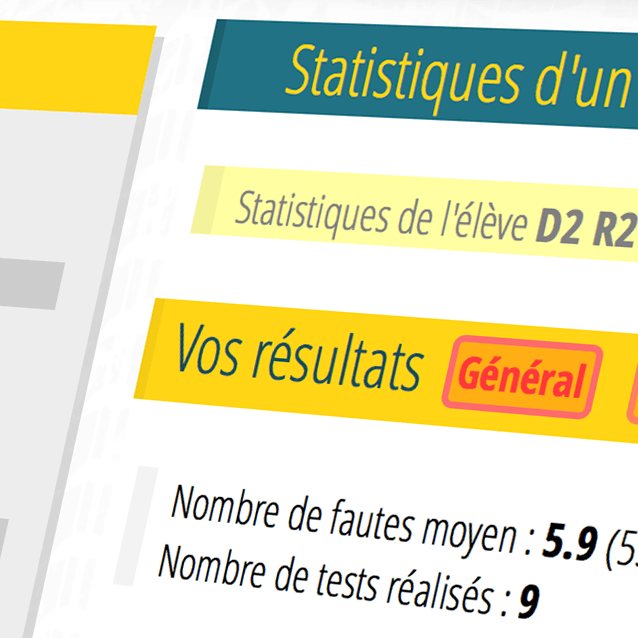 Statistiques d'un
Statistiques de l'élève D2 R2
Vos résultats Général
Nombre de fautes moyen : 5.9 (5
Nombre de tests réalisés : 9